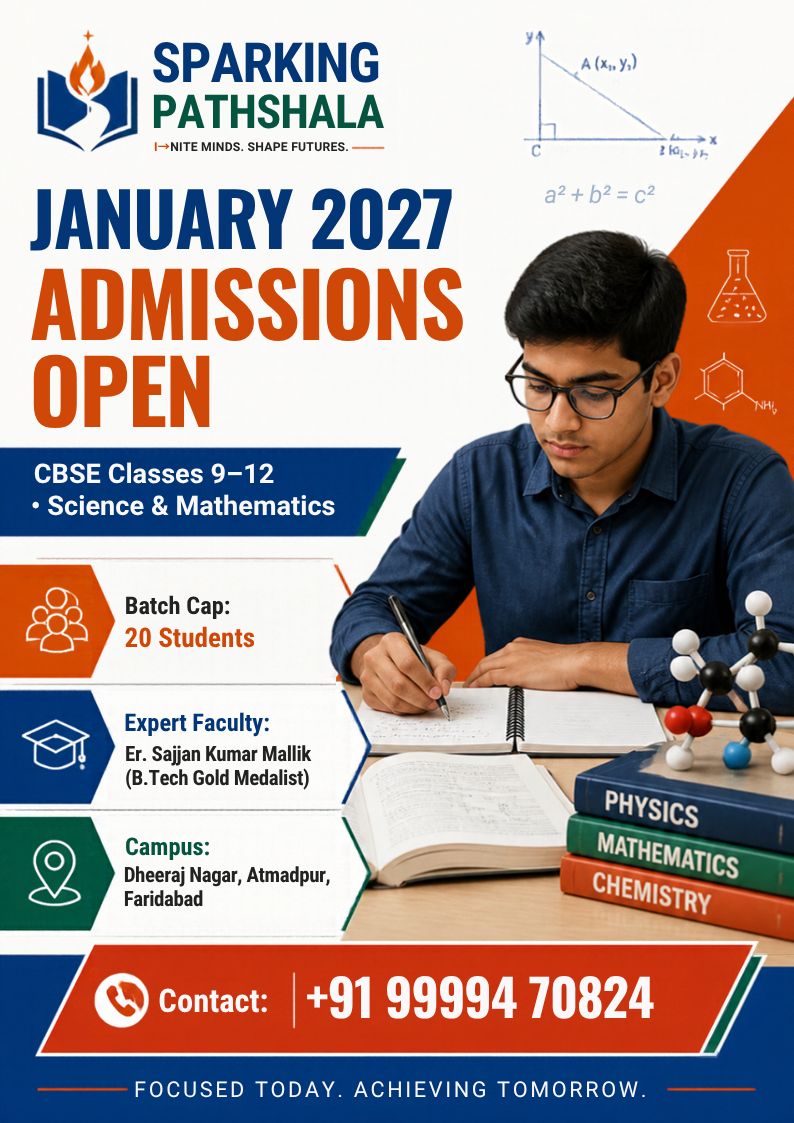 SPARKING
PATHSHALA
I→NITE MINDS. SHAPE FUTURES.
y
A (x₁, y₁)
x
C
a² + b² = c²
JANUARY 2027
ADMISSIONS
OPEN
NH₂
CBSE Classes 9–12
• Science & Mathematics
Batch Cap:
20 Students
Expert Faculty:
Er. Sajjan Kumar Mallik
(B.Tech Gold Medalist)
Campus:
Dheeraj Nagar, Atmadpur,
Faridabad
PHYSICS
MATHEMATICS
CHEMISTRY
Contact:
+91 99994 70824
FOCUSED TODAY. ACHIEVING TOMORROW.